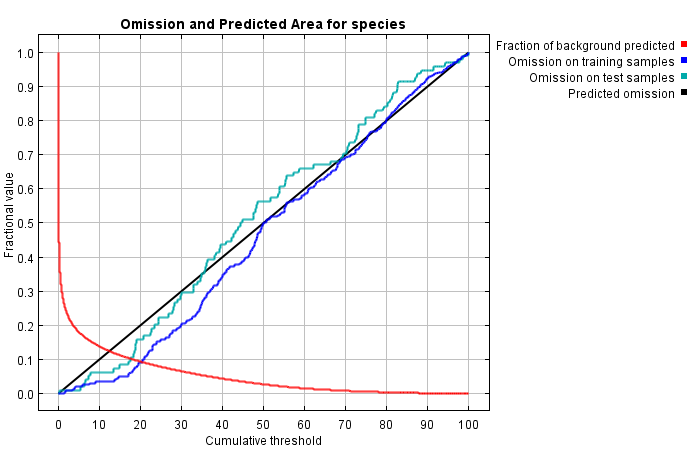 Omission and Predicted Area for species
Fraction of background predicted
Omission on training samples
Omission on test samples
Predicted omission
Fractional value
1.0
0.9
0.8
0.7
0.6
0.5
0.4
0.3
0.2
0.1
0.0
0 10 20 30 40 50 60 70 80 90 100
Cumulative threshold